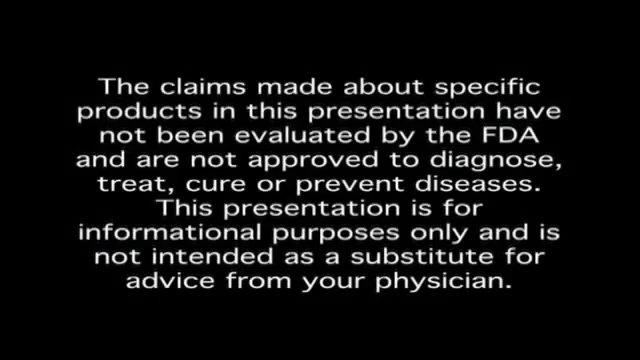 The claims made about specific
products in this presentation have
not been evaluated by the FDA
and are not approved to diagnose,
treat, cure or prevent diseases.
This presentation is for
informational purposes only and is
not intended as a substitute for
advice from your physician.